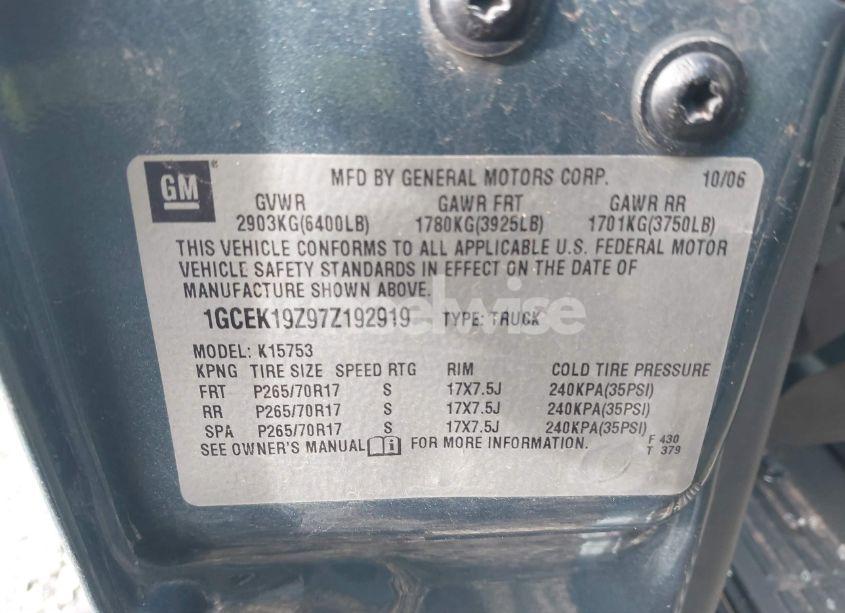 GM
MFD BY GENERAL MOTORS CORP. 10/06
GVWR GAWR FRT GAWR RR
2903KG(6400LB) 1780KG(3925LB) 1701KG(3750LB)
THIS VEHICLE CONFORMS TO ALL APPLICABLE U.S. FEDERAL MOTOR
VEHICLE SAFETY STANDARDS IN EFFECT ON THE DATE OF
MANUFACTURE SHOWN ABOVE.
1GCEK19Z97Z192919 TYPE: TRUCK
MODEL: K15753
KPNG TIRE SIZE SPEED RTG RIM COLD TIRE PRESSURE
FRT P265/70R17 S 17X7.5J 240KPA(35PSI)
RR P265/70R17 S 17X7.5J 240KPA(35PSI)
SPA P265/70R17 S 17X7.5J 240KPA(35PSI)
SEE OWNER'S MANUAL FOR MORE INFORMATION.
F 430
T 379